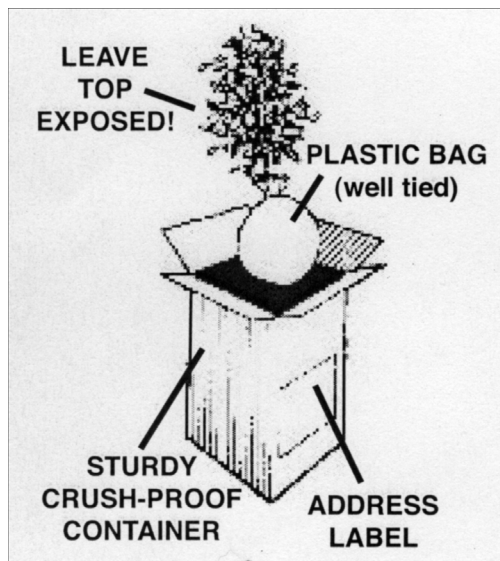 LEAVE
TOP
EXPOSED!
PLASTIC BAG
(well tied)
STURDY
CRUSH-PROOF
CONTAINER
ADDRESS
LABEL